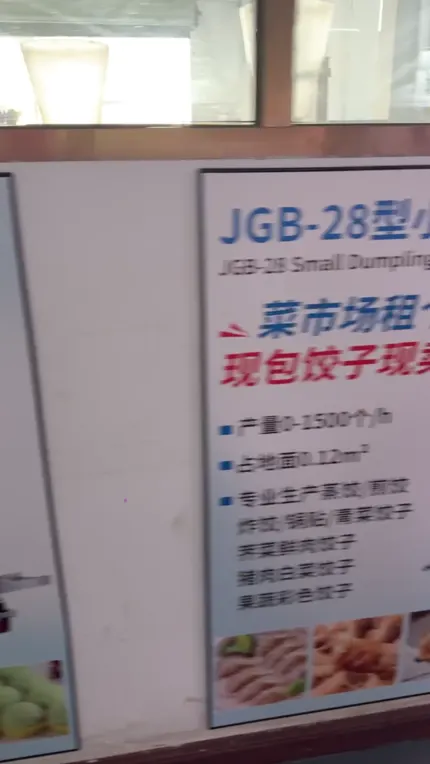 JGB-28型小
JGB-28 Small Dumpling
菜市场租个
现包饺子现卖
产量0-1500个/h
占地面0.12m²
专业生产蒸饺/煎饺
炸饺/锅贴/青菜饺子
荠菜鲜肉饺子
猪肉白菜饺子
果蔬彩色饺子